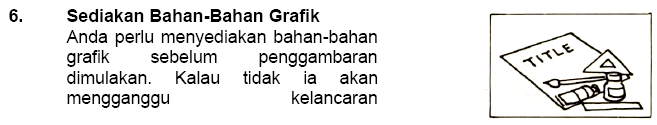 6. Sediakan Bahan-Bahan Grafik
Anda perlu menyediakan bahan-bahan
grafik sebelum penggambaran
dimulakan. Kalau tidak ia akan
mengganggu kelancaran
TITLE